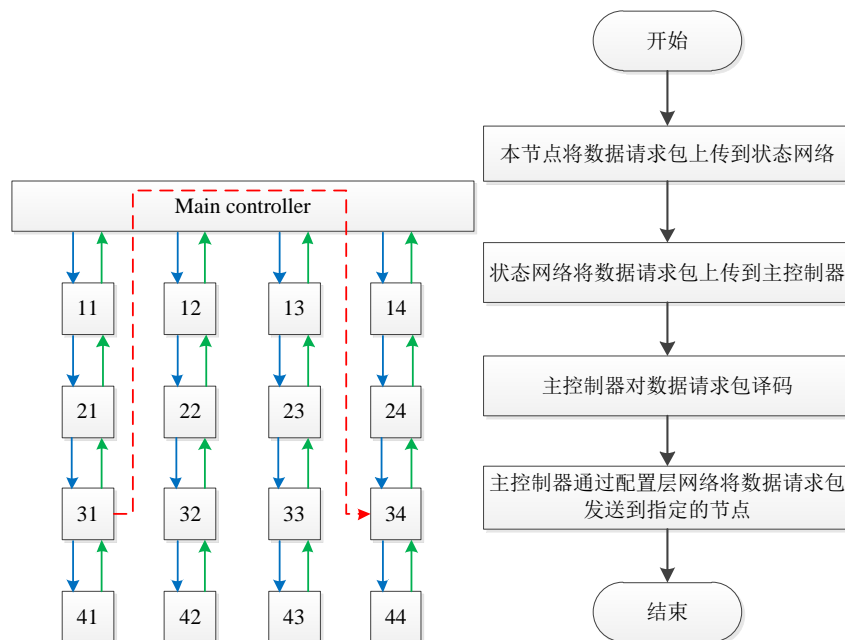 Main controller
11
12
13
14
21
22
23
24
31
32
33
34
41
42
43
44
开始
本节点将数据请求包上传到状态网络
状态网络将数据请求包上传到主控制器
主控制器对数据请求包译码
主控制器通过配置层网络将数据请求包
发送到指定的节点
结束